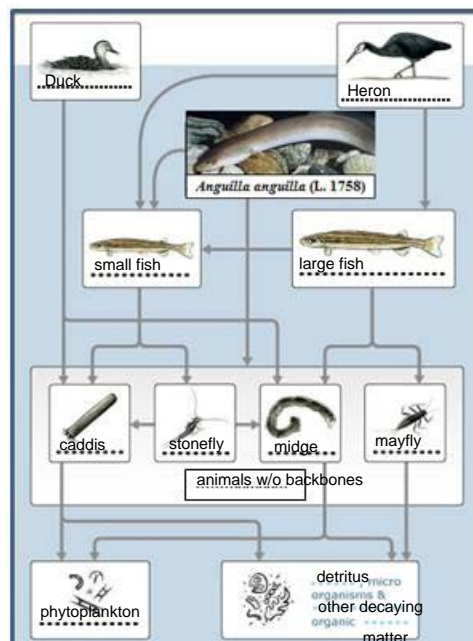 Duck
Heron
Anguilla anguilla (L. 1758)
small fish
large fish
caddis
stonefly
midge
mayfly
animals w/o backbones
phytoplankton
detritus, micro
organisms &
other decaying
organic
matter